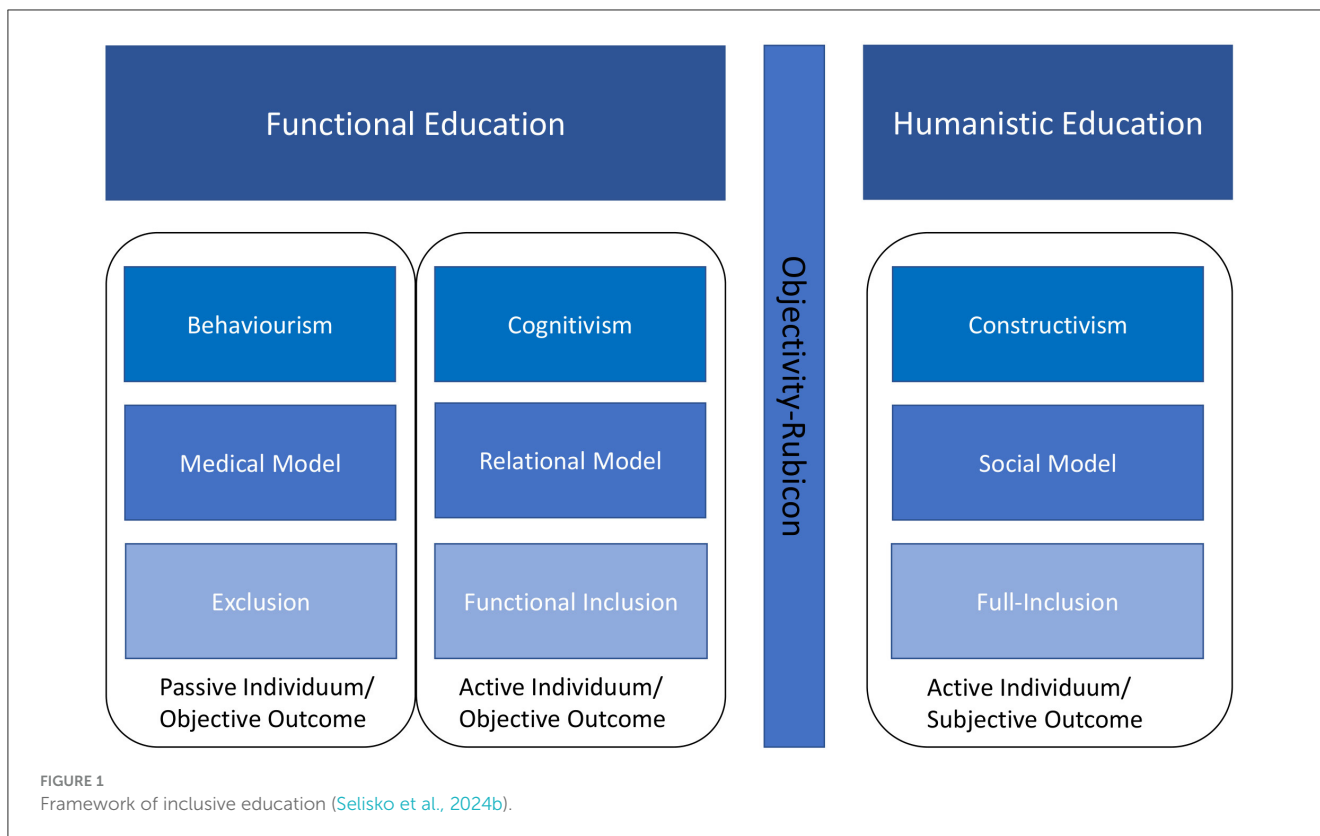 Functional Education
Humanistic Education
Behaviourism
Medical Model
Exclusion
Passive Individuum/
Objective Outcome
Cognitivism
Relational Model
Functional Inclusion
Active Individuum/
Objective Outcome
Objectivity-Rubicon
Constructivism
Social Model
Full-Inclusion
Active Individuum/
Subjective Outcome
FIGURE 1
Framework of inclusive education (Selisko et al., 2024b).